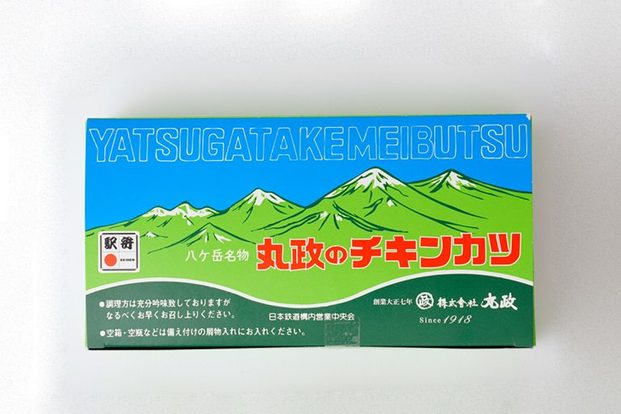 YATSUGATAKEMEIBUTSU
駅弁
EKIBEN
八ケ岳名物
丸政のチキンカツ
●調理方は充分吟味致しておりますが
なるべくお早くお召し上りください。
●空箱・空瓶などは備え付けの屑物入れにお入れください。
日本鉄道構内営業中央会
創業大正七年
政
株式會社 丸政
Since 1918